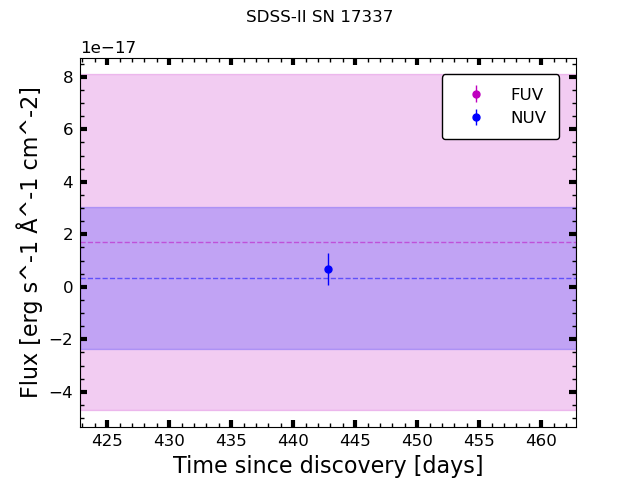 SDSS-II SN 17337
1e−17
8
6
4
2
0
−2
−4
Flux [erg s^-1 Å^-1 cm^-2]
FUV
NUV
425 430 435 440 445 450 455 460
Time since discovery [days]